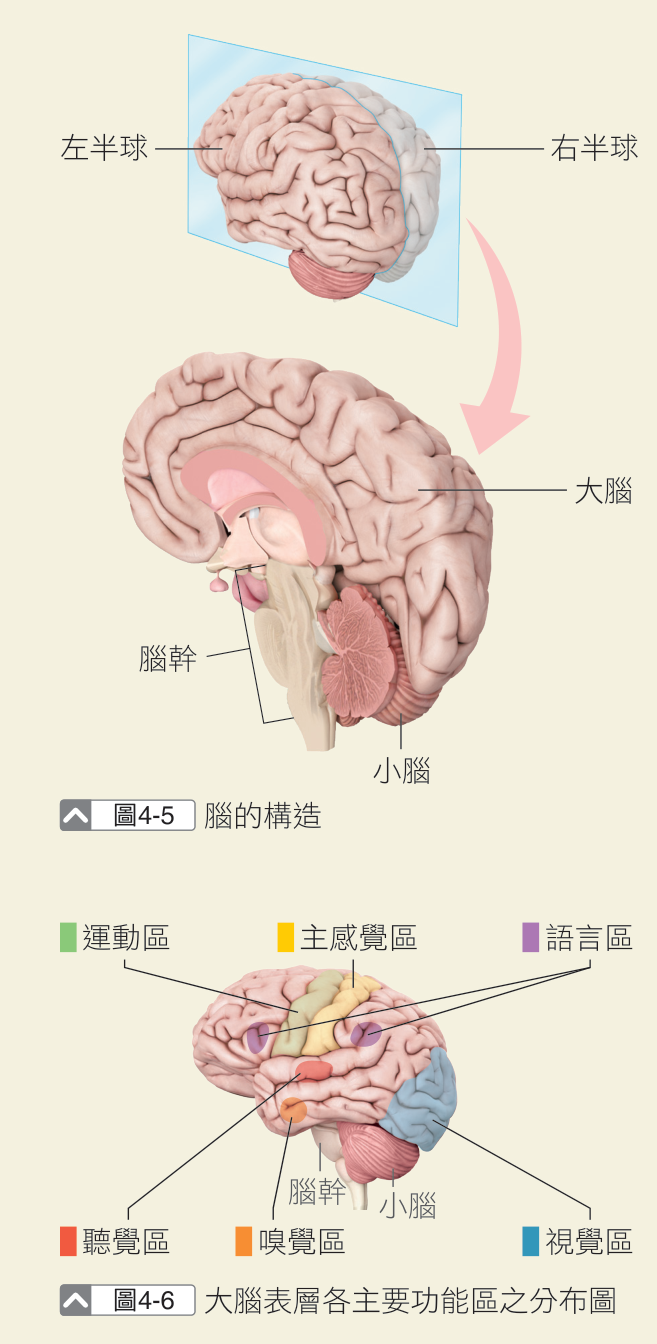 左半球
右半球
大腦
腦幹
小腦
圖4-5 腦的構造
運動區
主感覺區
語言區
腦幹
小腦
聽覺區
嗅覺區
視覺區
圖4-6 大腦表層各主要功能區之分布圖